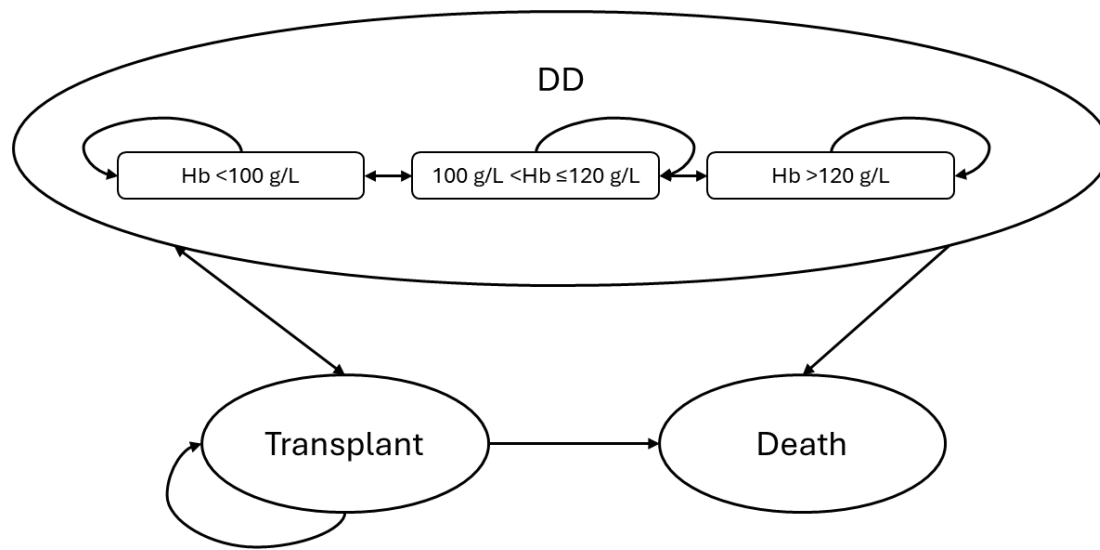 DD
Hb <100 g/L
100 g/L <Hb ≤120 g/L
Hb >120 g/L
Transplant
Death